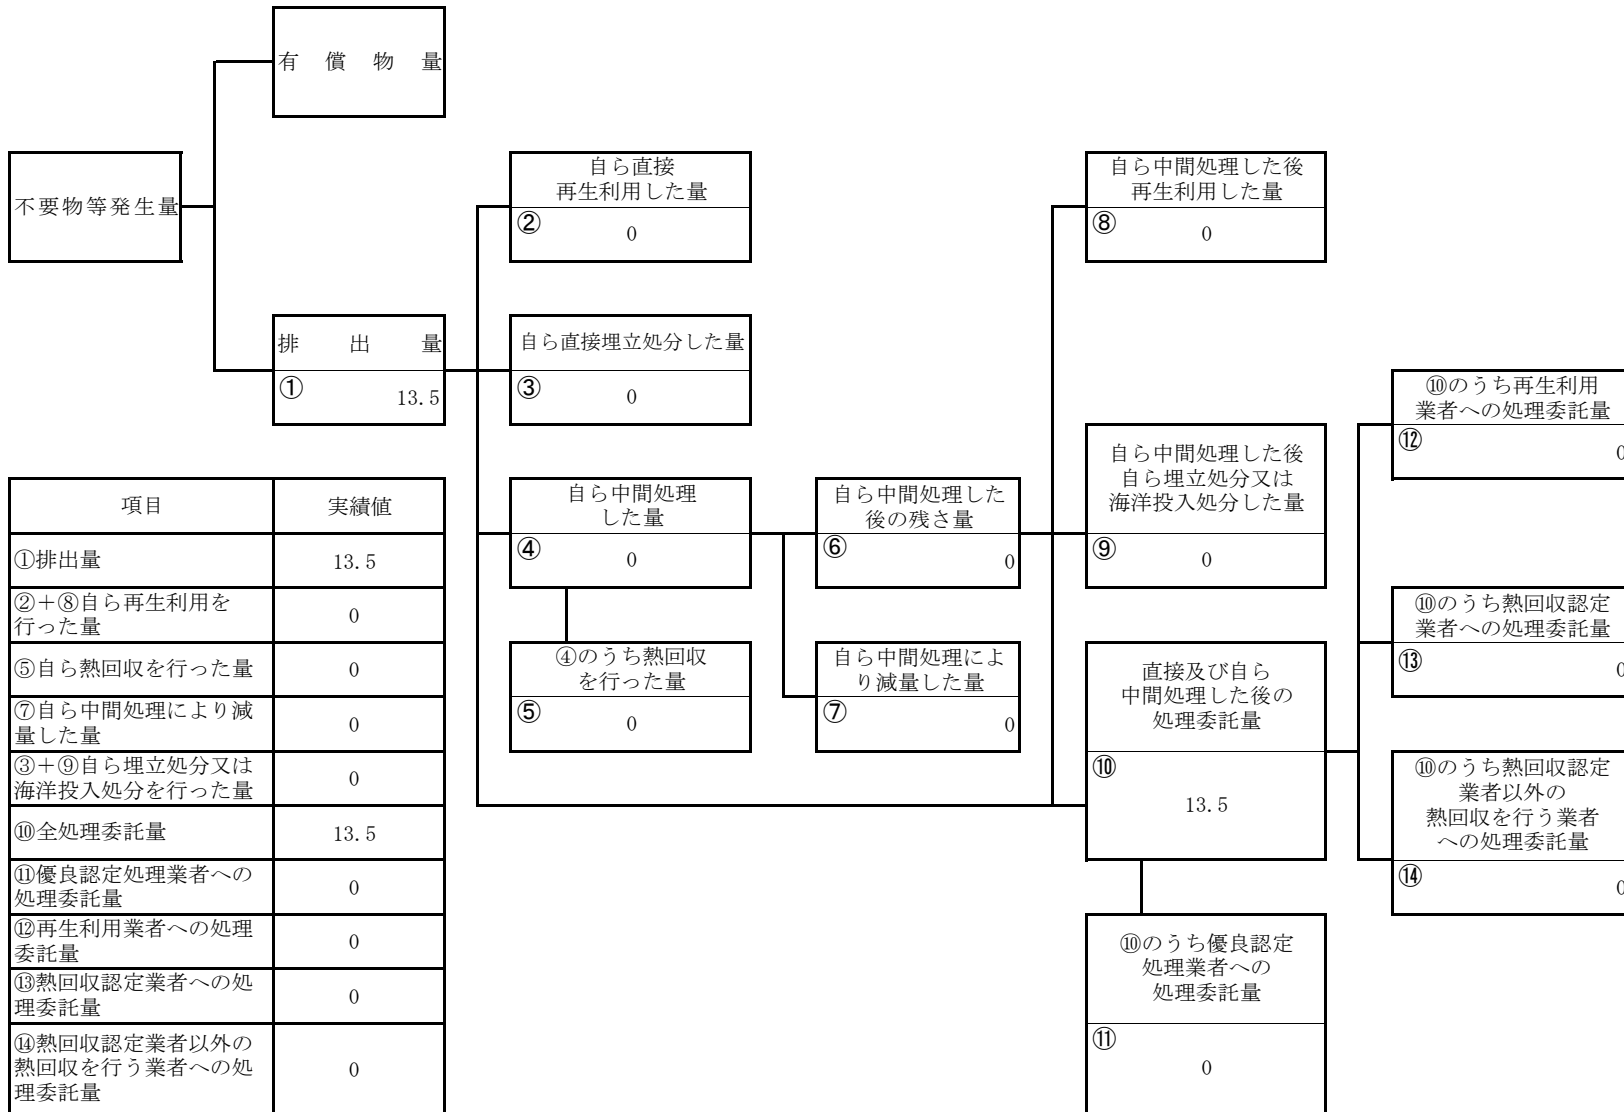 有償物量
不要物等発生量
排出量
①
13.5
自ら直接
再生利用した量
②
0
自ら直接埋立処分した量
③
0
自ら中間処理
した量
④
0
④のうち熱回収
を行った量
⑤
0
自ら中間処理した
後の残さ量
⑥
0
自ら中間処理によ
り減量した量
⑦
0
自ら中間処理した後
再生利用した量
⑧
0
自ら中間処理した後
自ら埋立処分又は
海洋投入処分した量
⑨
0
直接及び自ら
中間処理した後の
処理委託量
⑩
13.5
⑩のうち優良認定
処理業者への
処理委託量
⑪
0
⑩のうち再生利用
業者への処理委託量
⑫
0
⑩のうち熱回収認定
業者への処理委託量
⑬
0
⑩のうち熱回収認定
業者以外の
熱回収を行う業者
への処理委託量
⑭
0
項目 実績値
①排出量 13.5
②+⑧自ら再生利用を
行った量 0
⑤自ら熱回収を行った量 0
⑦自ら中間処理により減
量した量 0
③+⑨自ら埋立処分又は
海洋投入処分を行った量 0
⑩全処理委託量 13.5
⑪優良認定処理業者への
処理委託量 0
⑫再生利用業者への処理
委託量 0
⑬熱回収認定業者への処
理委託量 0
⑭熱回収認定業者以外の
熱回収を行う業者への処
理委託量 0